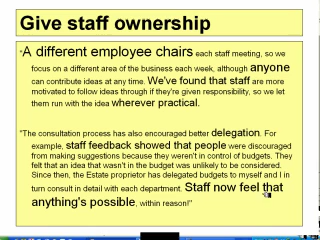 Give staff ownership
"A different employee chairs each staff meeting, so we
focus on a different area of the business each week, although anyone
can contribute ideas at any time. We've found that staff are more
motivated to follow ideas through if they're given responsibility, so we let
them run with the idea wherever practical.
"The consultation process has also encouraged better delegation. For
example, staff feedback showed that people were discouraged
from making suggestions because they weren't in control of budgets. They
felt that an idea that wasn't in the budget was unlikely to be considered.
Since then, the Estate proprietor has delegated budgets to myself and I in
turn consult in detail with each department. Staff now feel that
anything's possible, within reason!"